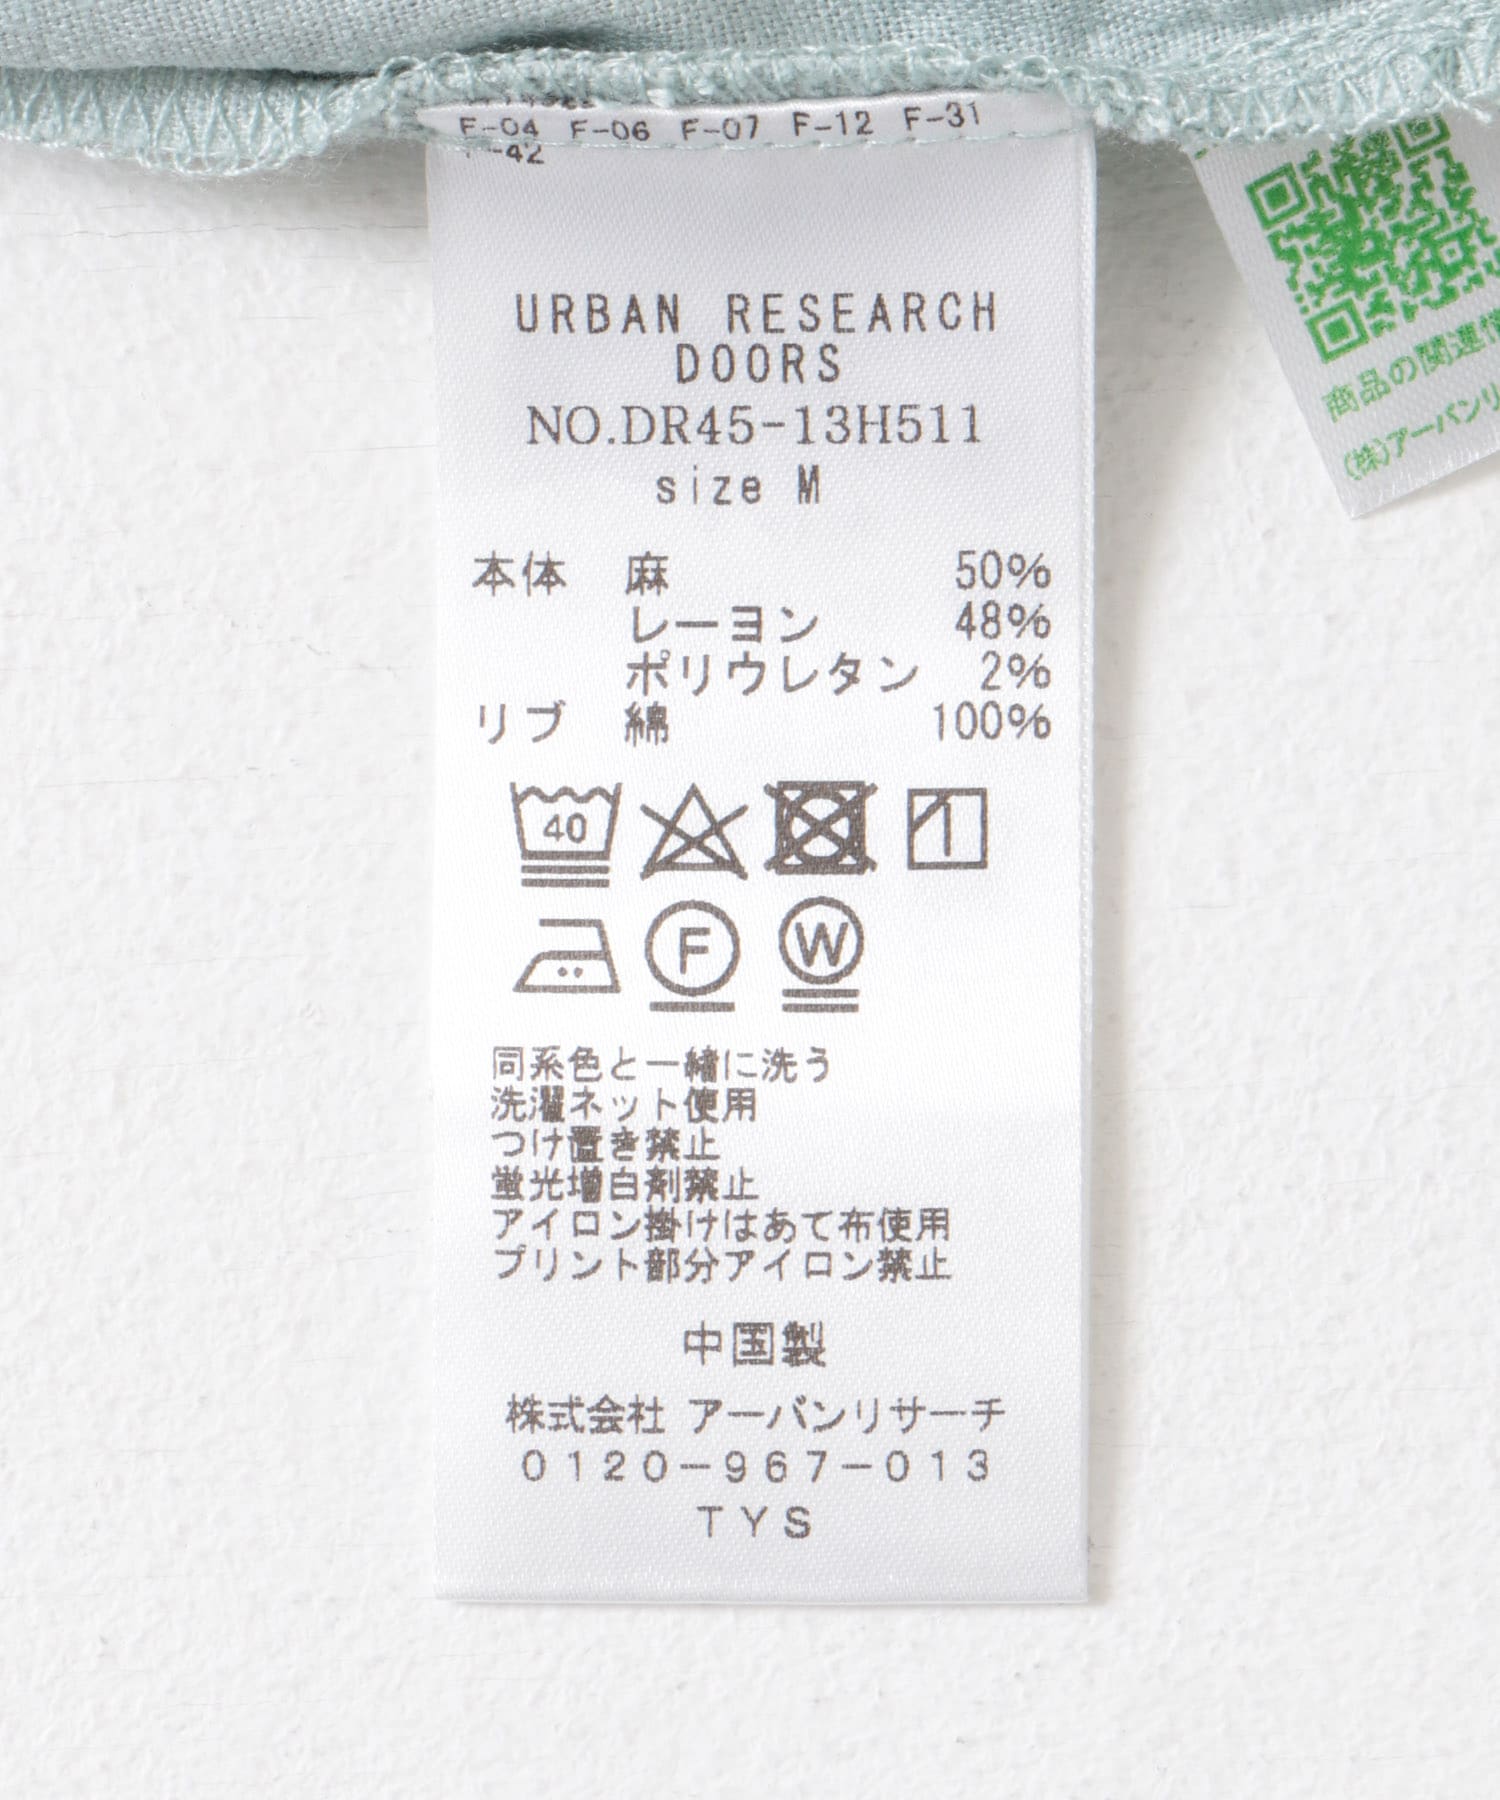 F-04 F-06 F-07 F-12 F-31
F-42
URBAN RESEARCH
DOORS
NO.DR45-13H511
size M
本体 麻 50%
レーヨン 48%
ポリウレタン 2%
リブ 綿 100%
40
F
W
同系色と一緒に洗う
洗濯ネット使用
つけ置き禁止
蛍光増白剤禁止
アイロン掛けはあて布使用
プリント部分アイロン禁止
中国製
株式会社 アーバンリサーチ
0120-967-013
TYS
商品の関連情
(株)アーバンリ